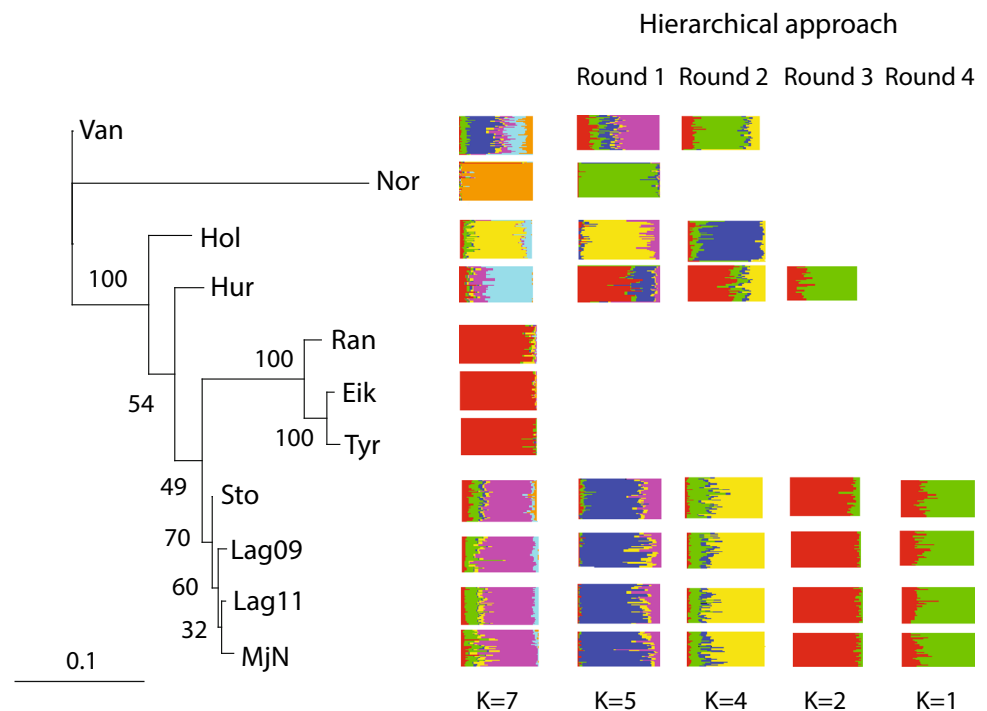 Hierarchical approach
Round 1 Round 2 Round 3 Round 4
Van
Nor
Hol
100
Hur
Ran
100
Eik
54
100
Tyr
49
Sto
70
Lag09
60
Lag11
32
MjN
0.1
K=7 K=5 K=4 K=2 K=1